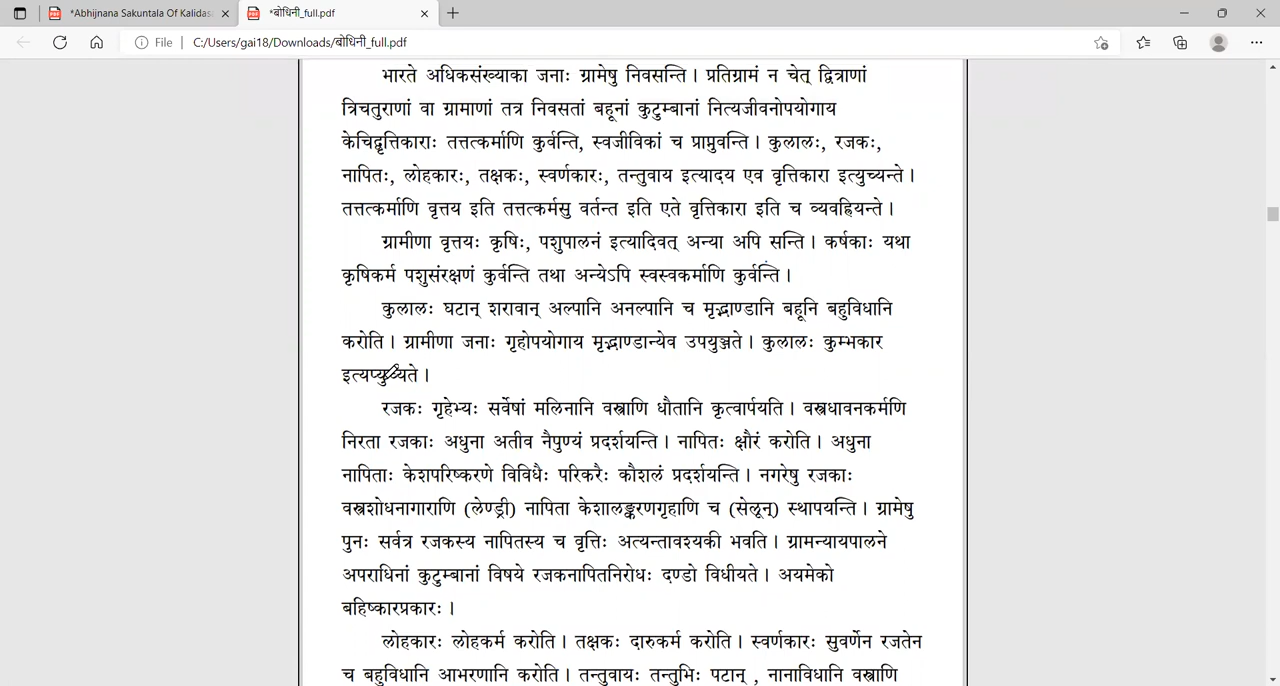 *Abhijnana Sakuntala Of Kalidasa
*बोधिनी_full.pdf
File | C:/Users/gai18/Downloads/बोधिनी_full.pdf
भारते अधिकसंख्याका जनाः ग्रामेषु निवसन्ति । प्रतिग्रामं न चेत् द्वित्राणां
त्रिचतुराणां वा ग्रामाणां तत्र निवसतां बहूनां कुटुम्बानां नित्यजीवनोपयोगाय
केचिद्वृत्तिकाराः तत्तत्कर्माणि कुर्वन्ति, स्वजीविकां च प्राप्नुवन्ति । कुलालः, रजकः,
नापितः, लोहकारः, तक्षकः, स्वर्णकारः, तन्तुवाय इत्यादय एव वृत्तिकारा इत्युच्यन्ते ।
तत्तत्कर्माणि वृत्तय इति तत्तत्कर्मसु वर्तन्त इति एते वृत्तिकारा इति च व्यवह्रियन्ते ।
ग्रामीणा वृत्तयः कृषिः, पशुपालनं इत्यादिवत् अन्या अपि सन्ति । कर्षकाः यथा
कृषिकर्म पशुसंरक्षणं कुर्वन्ति तथा अन्येऽपि स्वस्वकर्माणि कुर्वन्ति ।
कुलालः घटान् शरावान् अल्पानि अनल्पानि च मृद्भाण्डानि बहूनि बहुविधानि
करोति । ग्रामीणा जनाः गृहोपयोगाय मृद्भाण्डान्येव उपयुञ्जते । कुलालः कुम्भकार
इत्यप्युच्यते ।
रजकः गृहेभ्यः सर्वेषां मलिनानि वस्त्राणि धौतानि कृत्वार्पयति । वस्त्रधावनकर्मणि
निरता रजकाः अधुना अतीव नैपुण्यं प्रदर्शयन्ति । नापितः क्षौरं करोति । अधुना
नापिताः केशपरिष्करणे विविधैः परिकरैः कौशलं प्रदर्शयन्ति । नगरेषु रजकाः
वस्त्रशोधनागाराणि (लेण्ड्री) नापिता केशालङ्करणगृहाणि च (सेलून्) स्थापयन्ति । ग्रामेषु
पुनः सर्वत्र रजकस्य नापितस्य च वृत्तिः अत्यन्तावश्यकी भवति । ग्रामन्यायपालने
अपराधिनां कुटुम्बानां विषये रजकनापितनिरोधः दण्डो विधीयते । अयमेको
बहिष्कारप्रकारः ।
लोहकारः लोहकर्म करोति । तक्षकः दारुकर्म करोति । स्वर्णकारः सुवर्णेन रजतेन
च बहुविधानि आभरणानि करोति । तन्तुवायः तन्तुभिः पटान् , नानाविधानि वस्त्राणि